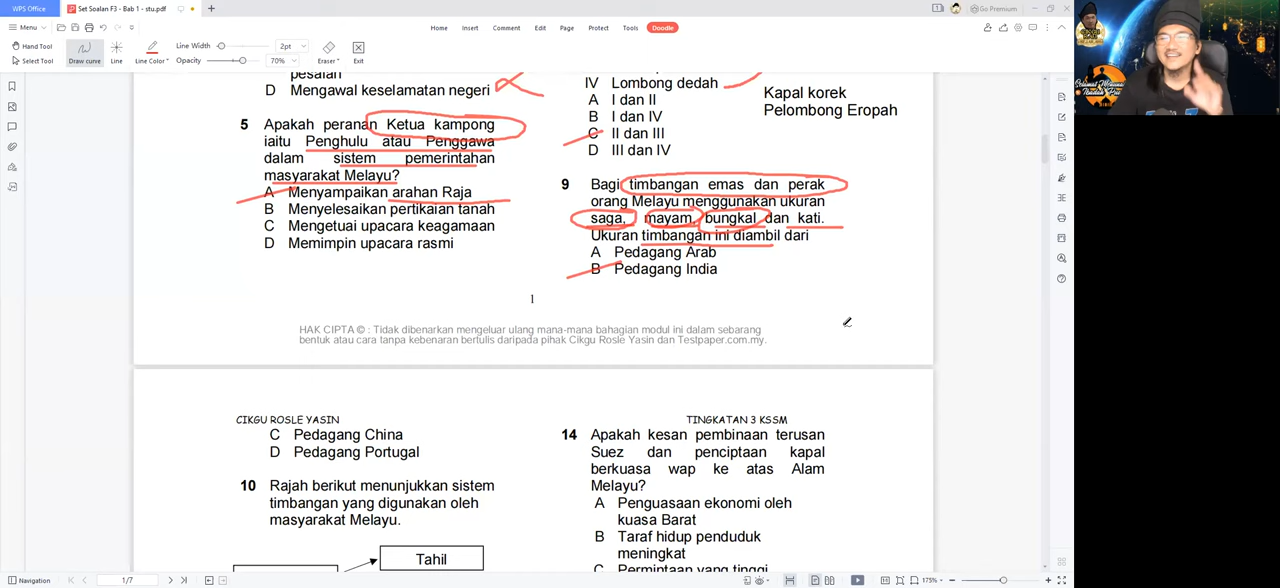 WPS Office
Set Soalan F3 - Bab 1 - stu.pdf
Go Premium
Menu
Home
Insert
Comment
Edit
Page
Protect
Tools
Doodle
Hand Tool
Select Tool
Draw curve
Line
Line Color
Line Width
2pt
Opacity
70%
Eraser
Exit
pesalah
D Mengawal keselamatan negeri
5 Apakah peranan Ketua kampong
iaitu Penghulu atau Penggawa
dalam sistem pemerintahan
masyarakat Melayu?
A Menyampaikan arahan Raja
B Menyelesaikan pertikaian tanah
C Mengetuai upacara keagamaan
D Memimpin upacara rasmi
IV Lombong dedah
A I dan II
B I dan IV
C II dan III
D III dan IV
Kapal korek
Pelombong Eropah
9 Bagi timbangan emas dan perak
orang Melayu menggunakan ukuran
saga, mayam, bungkal dan kati.
Ukuran timbangan ini diambil dari
A Pedagang Arab
B Pedagang India
1
HAK CIPTA © : Tidak dibenarkan mengeluar ulang mana-mana bahagian modul ini dalam sebarang
bentuk atau cara tanpa kebenaran bertulis daripada pihak Cikgu Rosle Yasin dan Testpaper.com.my.
CIKGU ROSLE YASIN
TINGKATAN 3 KSSM
C Pedagang China
D Pedagang Portugal
10 Rajah berikut menunjukkan sistem
timbangan yang digunakan oleh
masyarakat Melayu.
Tahil
14 Apakah kesan pembinaan terusan
Suez dan penciptaan kapal
berkuasa wap ke atas Alam
Melayu?
A Penguasaan ekonomi oleh
kuasa Barat
B Taraf hidup penduduk
meningkat
C Permintaan yang tinggi
Navigation
1/7
175%